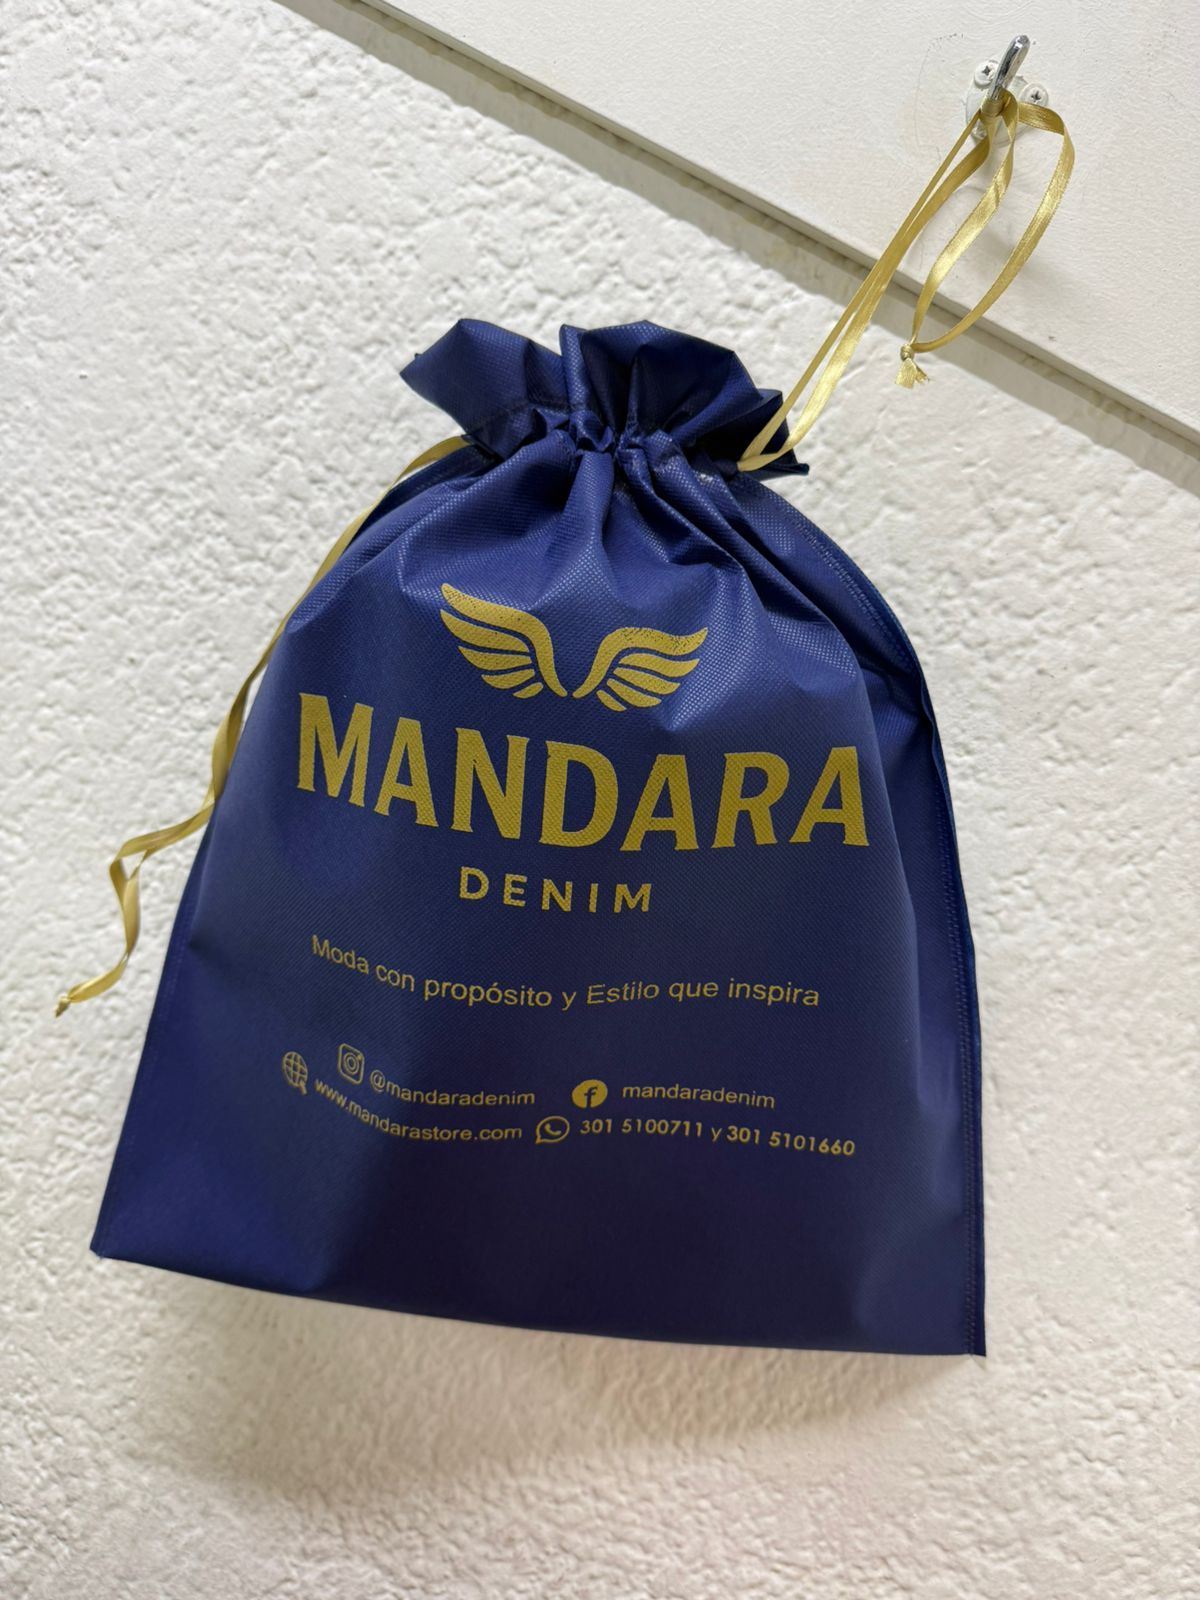 MANDARA
DENIM
Moda con propósito y Estilo que inspira
@mandaradenim mandaradenim
www.mandarastore.com 301 5100711 y 301 5101660